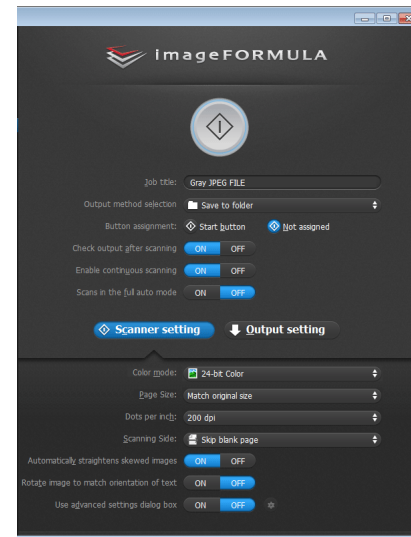 imageFORMULA
Job title: Gray JPEG FILE
Output method selection Save to folder
Button assignment: Start button Not assigned
Check output after scanning ON OFF
Enable continuous scanning ON OFF
Scans in the full auto mode ON OFF
Scanner setting Output setting
Color mode: 24-bit Color
Page Size: Match original size
Dots per inch: 200 dpi
Scanning Side: Skip blank page
Automatically straightens skewed images ON OFF
Rotate image to match orientation of text ON OFF
Use advanced settings dialog box ON OFF